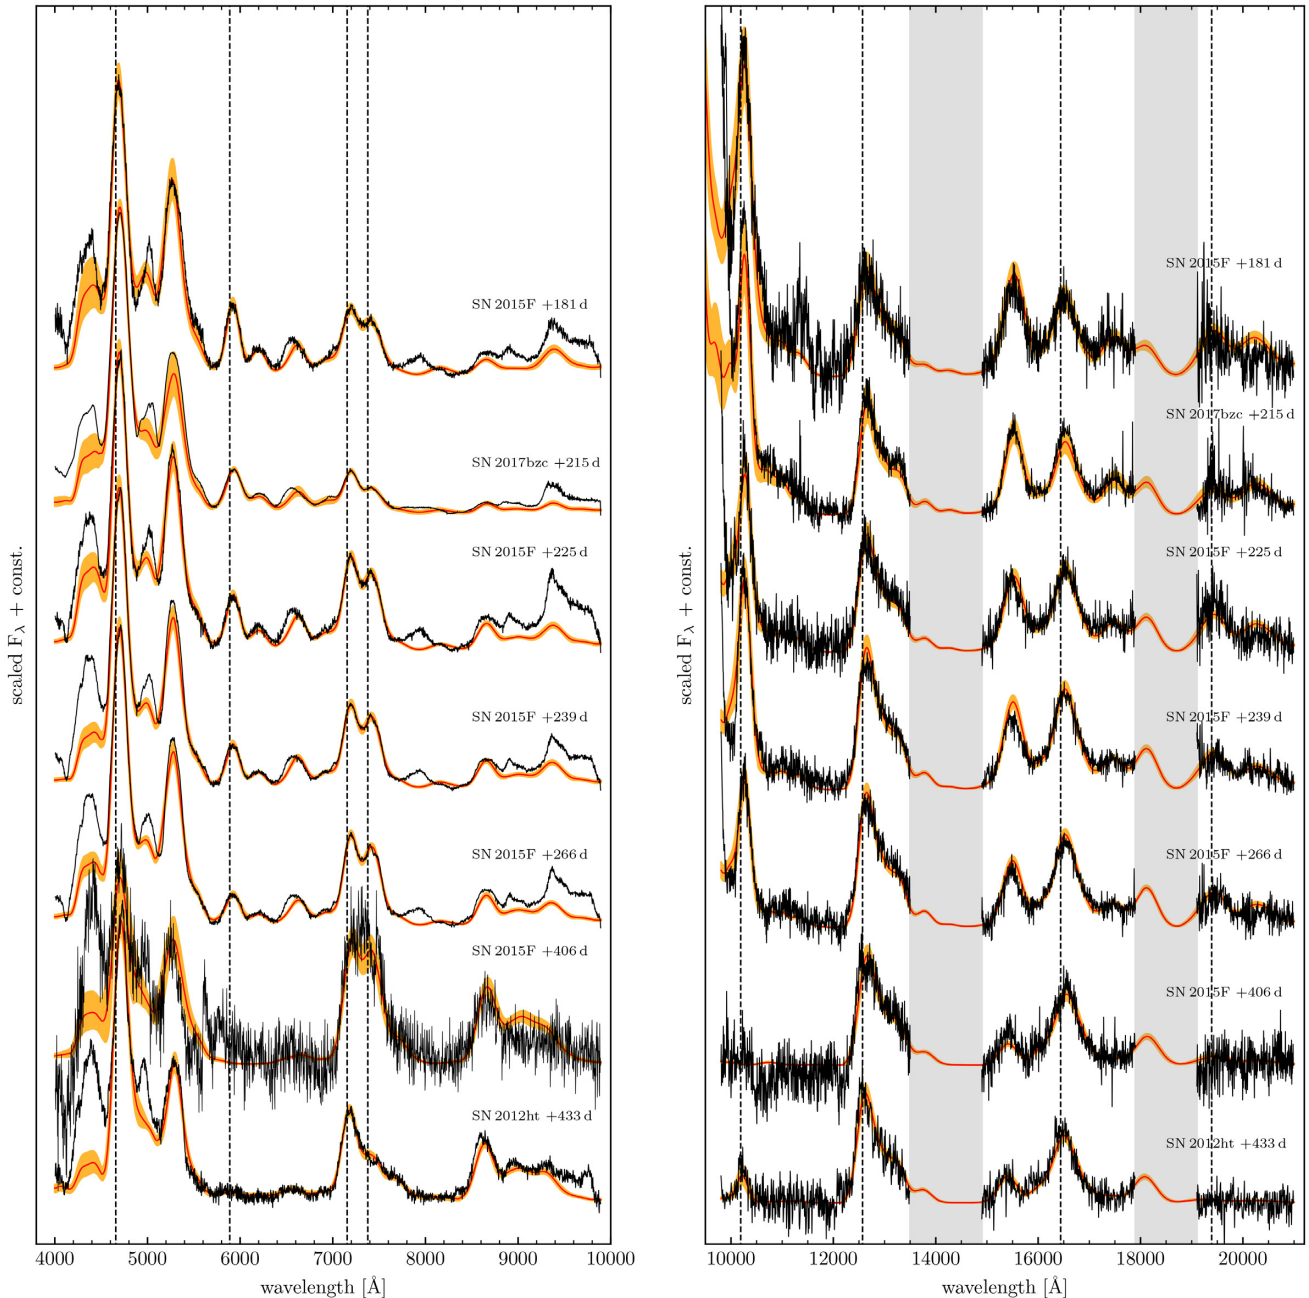 scaled Fλ + const.
SN 2015F +181 d
SN 2017bzc +215 d
SN 2015F +225 d
SN 2015F +239 d
SN 2015F +266 d
SN 2015F +406 d
SN 2012ht +433 d
4000 5000 6000 7000 8000 9000 10000
wavelength [Å]
scaled Fλ + const.
SN 2015F +181 d
SN 2017bzc +215 d
SN 2015F +225 d
SN 2015F +239 d
SN 2015F +266 d
SN 2015F +406 d
SN 2012ht +433 d
10000 12000 14000 16000 18000 20000
wavelength [Å]